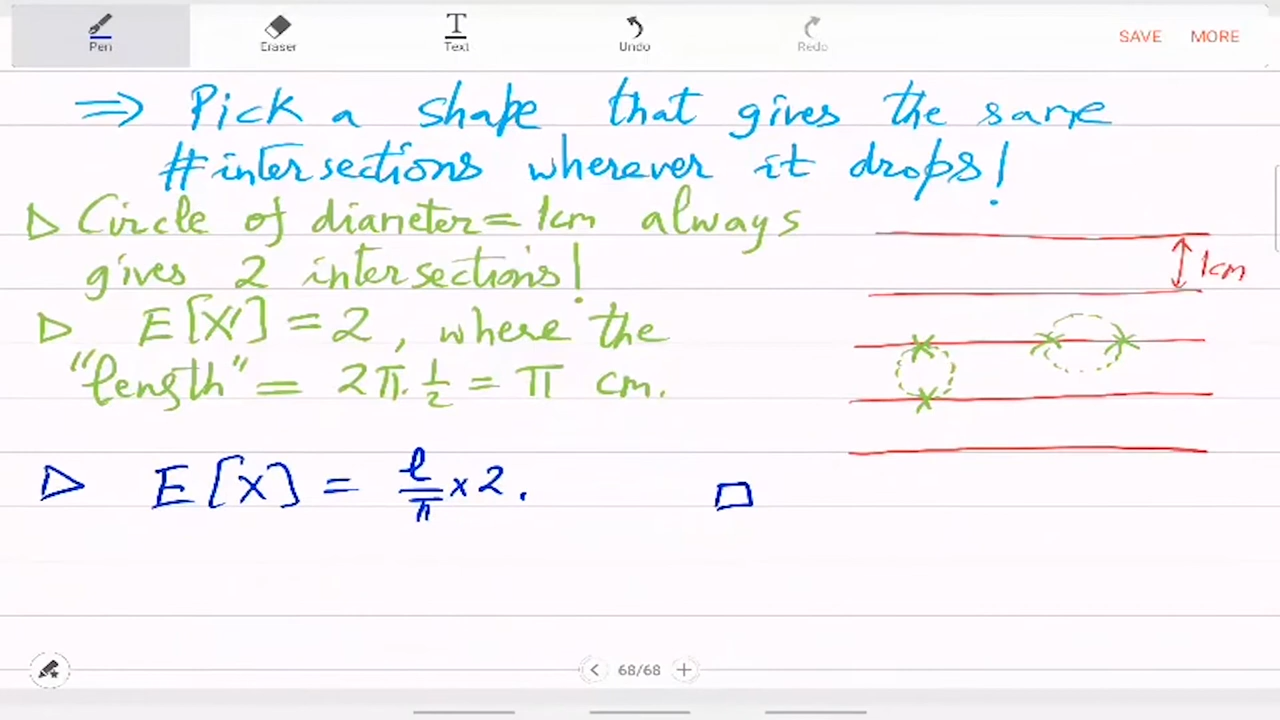 Pen Eraser Text Undo Redo SAVE MORE
⇒ Pick a shape that gives the same
#intersections wherever it drops!
▷ Circle of diameter = 1cm always
gives 2 intersections!
1cm
▷ E[X'] = 2, where the
"length" = 2π·1/2 = π cm.
▷ E[X] = ℓ/π × 2. □
68/68